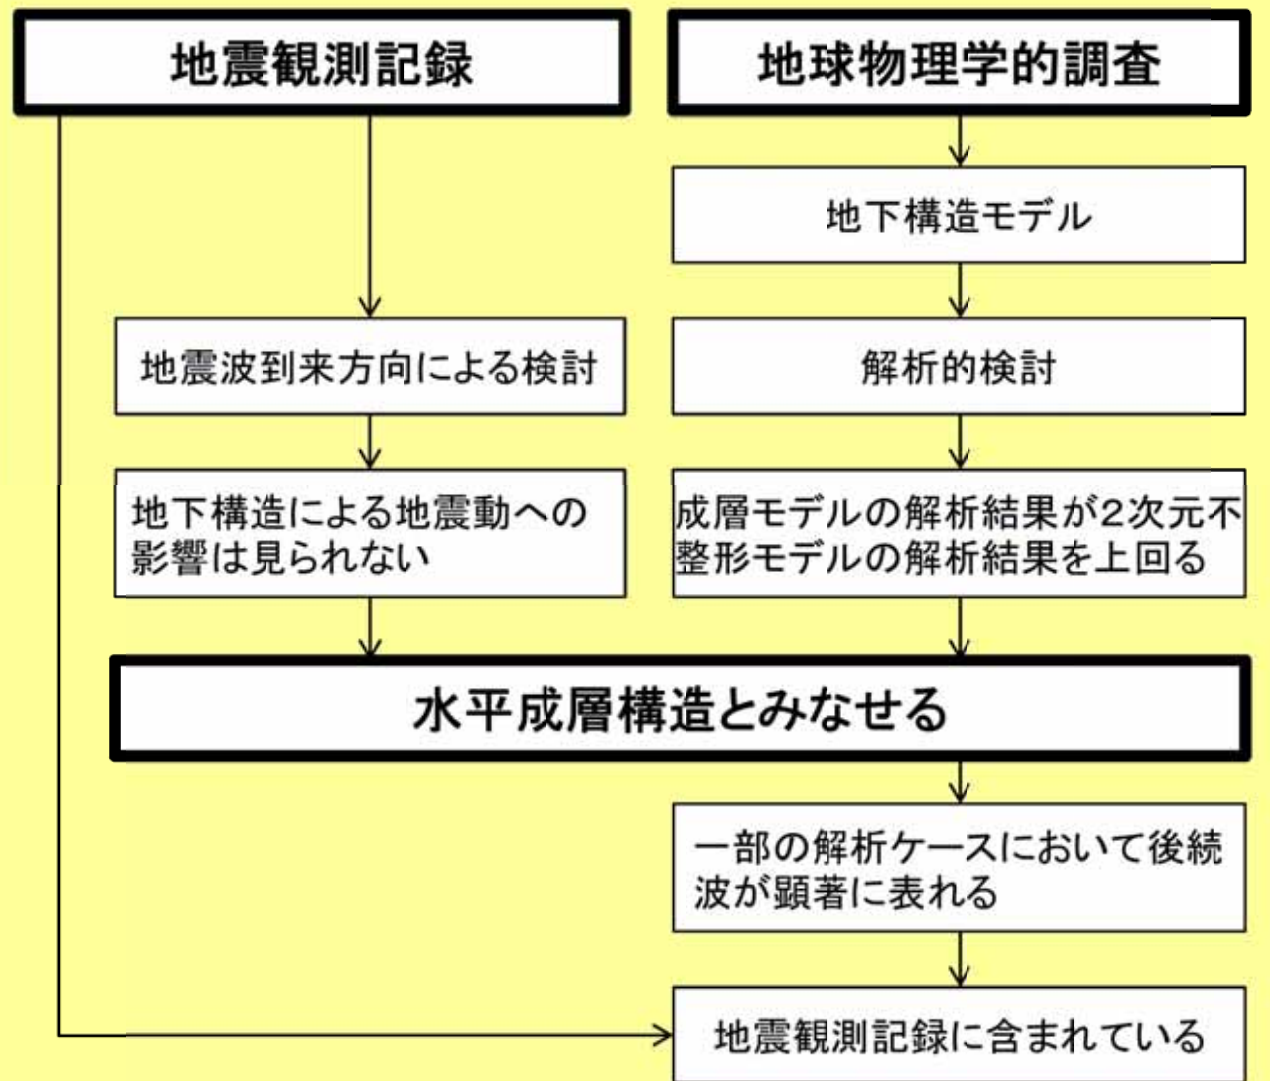 地震観測記録
地球物理学的調査
地下構造モデル
地震波到来方向による検討
解析的検討
地下構造による地震動への
影響は見られない
成層モデルの解析結果が2次元不
整形モデルの解析結果を上回る
水平成層構造とみなせる
一部の解析ケースにおいて後続
波が顕著に表れる
地震観測記録に含まれている